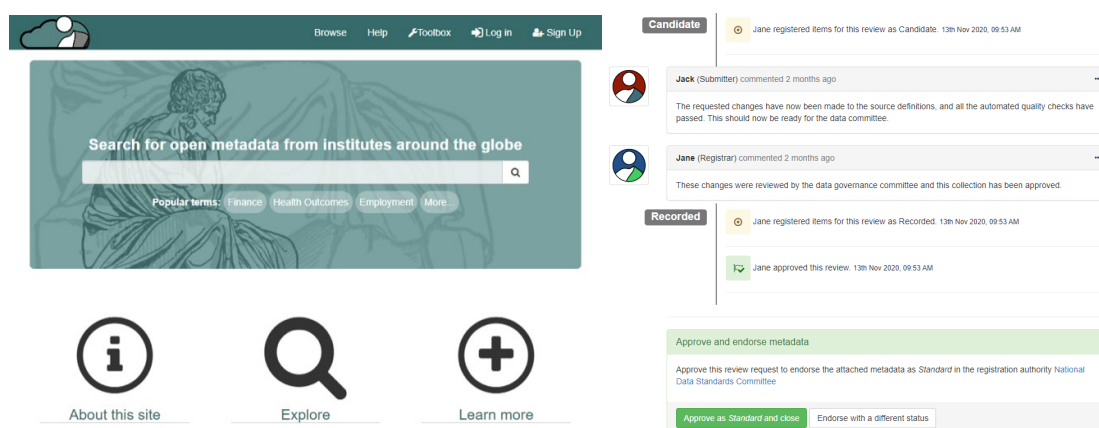 Browse Help Toolbox Log in Sign Up
Search for open metadata from institutes around the globe
Popular terms: Finance Health Outcomes Employment More...
About this site Explore Learn more
Candidate
Jane registered items for this review as Candidate. 13th Nov 2020, 09:53 AM
Jack (Submitter) commented 2 months ago
The requested changes have now been made to the source definitions, and all the automated quality checks have
passed. This should now be ready for the data committee.
Jane (Registrar) commented 2 months ago
These changes were reviewed by the data governance committee and this collection has been approved.
Recorded
Jane registered items for this review as Recorded. 13th Nov 2020, 09:53 AM
Jane approved this review. 13th Nov 2020, 09:53 AM
Approve and endorse metadata
Approve this review request to endorse the attached metadata as Standard in the registration authority National
Data Standards Committee
Approve as Standard and close Endorse with a different status